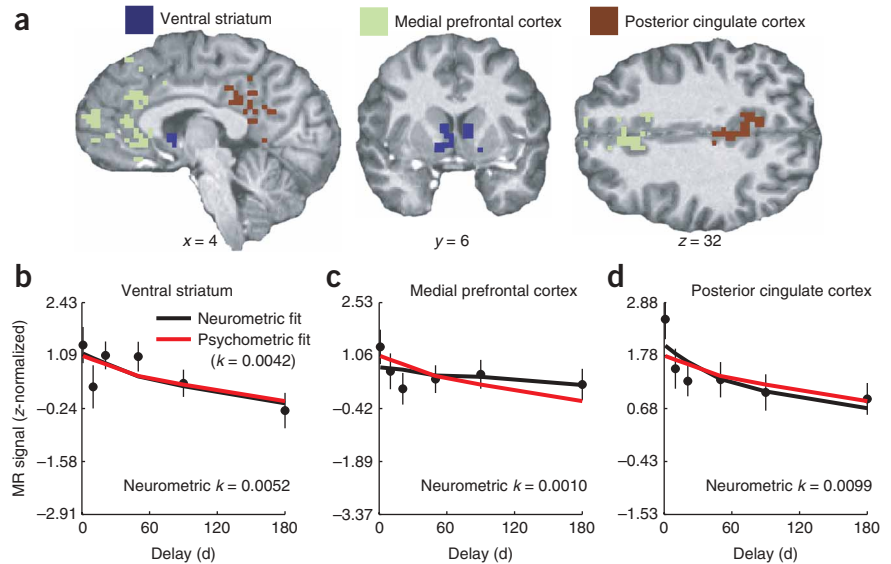 a
Ventral striatum
Medial prefrontal cortex
Posterior cingulate cortex
x = 4
y = 6
z = 32
b
Ventral striatum
MR signal (z-normalized)
2.43
1.09
–0.24
–1.58
–2.91
Neurometric fit
Psychometric fit
(k = 0.0042)
Neurometric k = 0.0052
0
60
120
180
Delay (d)
c
Medial prefrontal cortex
2.53
1.06
–0.42
–1.89
–3.37
Neurometric k = 0.0010
0
60
120
180
Delay (d)
d
Posterior cingulate cortex
2.88
1.78
0.68
–0.43
–1.53
Neurometric k = 0.0099
0
60
120
180
Delay (d)